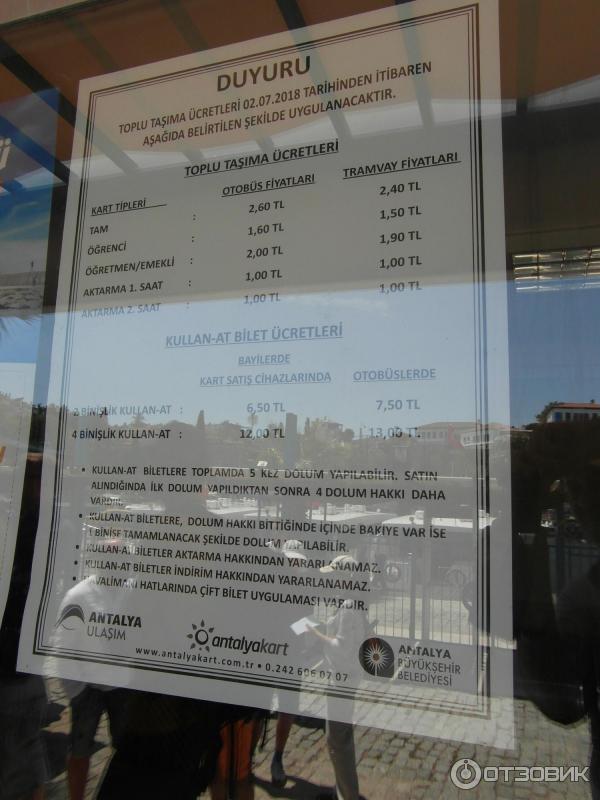 DUYURU
TOPLU TAŞIMA ÜCRETLERİ 02.07.2018 TARİHİNDEN İTİBAREN
AŞAĞIDA BELİRTİLEN ŞEKİLDE UYGULANACAKTIR.
TOPLU TAŞIMA ÜCRETLERİ
KART TİPLERİ OTOBÜS FİYATLARI TRAMVAY FİYATLARI
TAM : 2,60 TL 2,40 TL
ÖĞRENCİ : 1,60 TL 1,50 TL
ÖĞRETMEN/EMEKLİ : 2,00 TL 1,90 TL
AKTARMA 1. SAAT : 1,00 TL 1,00 TL
AKTARMA 2. SAAT : 1,00 TL 1,00 TL
KULLAN-AT BİLET ÜCRETLERİ
BAYİLERDE
KART SATIŞ CİHAZLARINDA OTOBÜSLERDE
2 BİNİŞLİK KULLAN-AT : 6,50 TL 7,50 TL
4 BİNİŞLİK KULLAN-AT : 12,00 TL 13,00 TL
• KULLAN-AT BİLETLERE TOPLAMDA 5 KEZ DOLUM YAPILABİLİR. SATIN
ALINDIĞINDA İLK DOLUM YAPILDIKTAN SONRA 4 DOLUM HAKKI DAHA
VARDIR.
• KULLAN-AT BİLETLERE, DOLUM HAKKI BİTTİĞİNDE İÇİNDE BAKİYE VAR İSE
1 BİNİŞE TAMAMLANACAK ŞEKİLDE DOLUM YAPILABİLİR.
• KULLAN-AT BİLETLER AKTARMA HAKKINDAN YARARLANAMAZ.
• KULLAN-AT BİLETLER İNDİRİM HAKKINDAN YARARLANAMAZ.
• HAVALİMANI HATLARINDA ÇİFT BİLET UYGULAMASI VARDIR.
ANTALYA
ULAŞIM
antalyakart
www.antalyakart.com.tr • 0.242 606 07 07
ANTALYA
BÜYÜKŞEHİR
BELEDİYESİ
ОТЗОВИК